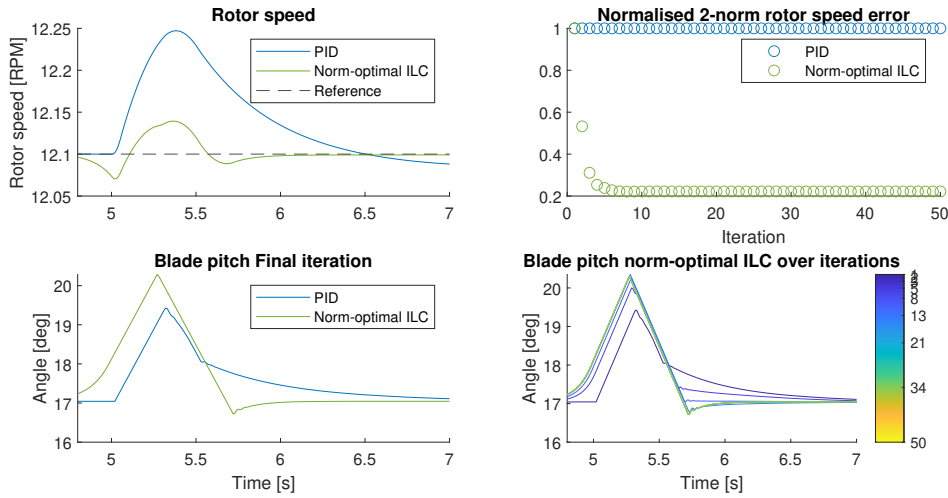 Rotor speed
12.25
12.2
12.15
12.1
12.05
5
5.5
6
6.5
7
Rotor speed [RPM]
PID
Norm-optimal ILC
Reference
Normalised 2-norm rotor speed error
1
0.8
0.6
0.4
0.2
0
10
20
30
40
50
Iteration
PID
Norm-optimal ILC
Blade pitch Final iteration
20
19
18
17
16
5
5.5
6
6.5
7
Angle [deg]
Time [s]
PID
Norm-optimal ILC
Blade pitch norm-optimal ILC over iterations
20
19
18
17
16
5
5.5
6
6.5
7
Angle [deg]
Time [s]
5
8
13
21
34
50